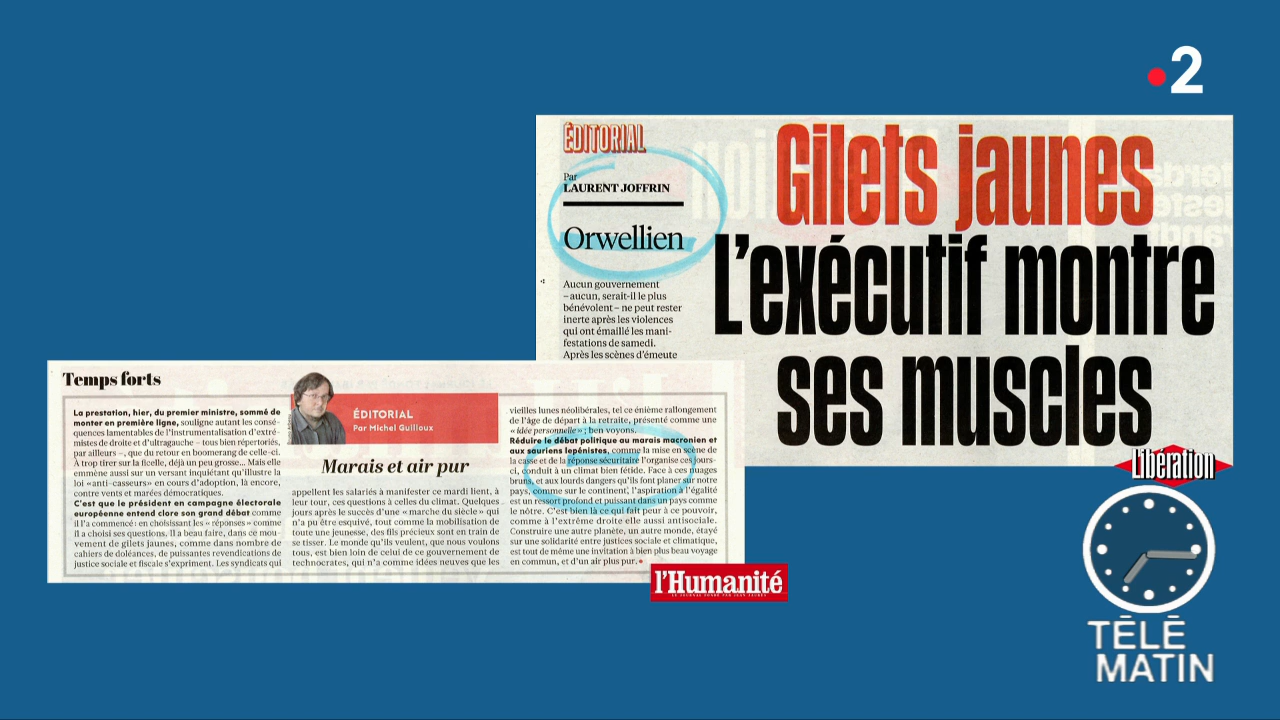 2
ÉDITORIAL
Par
LAURENT JOFFRIN
Orwellien
Aucun gouvernement
– aucun, serait-il le plus
bénévolent – ne peut rester
inerte après les violences
qui ont émaillé les mani-
festations de samedi.
Après les scènes d'émeute
Gilets jaunes
L'exécutif montre
ses muscles
Libération
Temps forts
La prestation, hier, du premier ministre, sommé de
monter en première ligne, souligne autant les consé-
quences lamentables de l'instrumentalisation d'extré-
mistes de droite et d'ultragauche – tous bien répertoriés,
par ailleurs –, que du retour en boomerang de celle-ci.
À trop tirer sur la ficelle, déjà un peu grosse... Mais elle
emmène aussi sur un versant inquiétant qu'illustre la
loi «anti-casseurs» en cours d'adoption, là encore,
contre vents et marées démocratiques.
C'est que le président en campagne électorale
européenne entend clore son grand débat comme
il l'a commencé : en choisissant les « réponses » comme
il a choisi ses questions. Il a beau faire, dans ce mou-
vement de gilets jaunes, comme dans nombre de
cahiers de doléances, de puissantes revendications de
justice sociale et fiscale s'expriment. Les syndicats qui
ÉDITORIAL
Par Michel Guilloux
Marais et air pur
appellent les salariés à manifester ce mardi lient, à
leur tour, ces questions à celles du climat. Quelques
jours après le succès d'une « marche du siècle » qui
n'a pu être esquivé, tout comme la mobilisation de
toute une jeunesse, des fils précieux sont en train de
se tisser. Le monde qu'ils veulent, que nous voulons
tous, est bien loin de celui de ce gouvernement de
technocrates, qui n'a comme idées neuves que les
vieilles lunes néolibérales, tel ce énième rallongement
de l'âge de départ à la retraite, présenté comme une
« idée personnelle » ; ben voyons.
Réduire le débat politique au marais macronien et
aux sauriens lepénistes, comme la mise en scène de
la casse et de la réponse sécuritaire l'organise ces jours-
ci, conduit à un climat bien fétide. Face à ces nuages
bruns, et aux lourds dangers qu'ils font planer sur notre
pays, comme sur le continent, l'aspiration à l'égalité
est un ressort profond et puissant dans un pays comme
le nôtre. C'est bien là ce qui fait peur à ce pouvoir,
comme à l'extrême droite elle aussi antisociale.
Construire une autre planète, un autre monde, étayé
sur une solidarité entre justices sociale et climatique,
est tout de même une invitation à bien plus beau voyage
en commun, et d'un air plus pur.
l'Humanité
LE JOURNAL FONDÉ PAR JEAN JAURÈS
TÉLÉ
MATIN